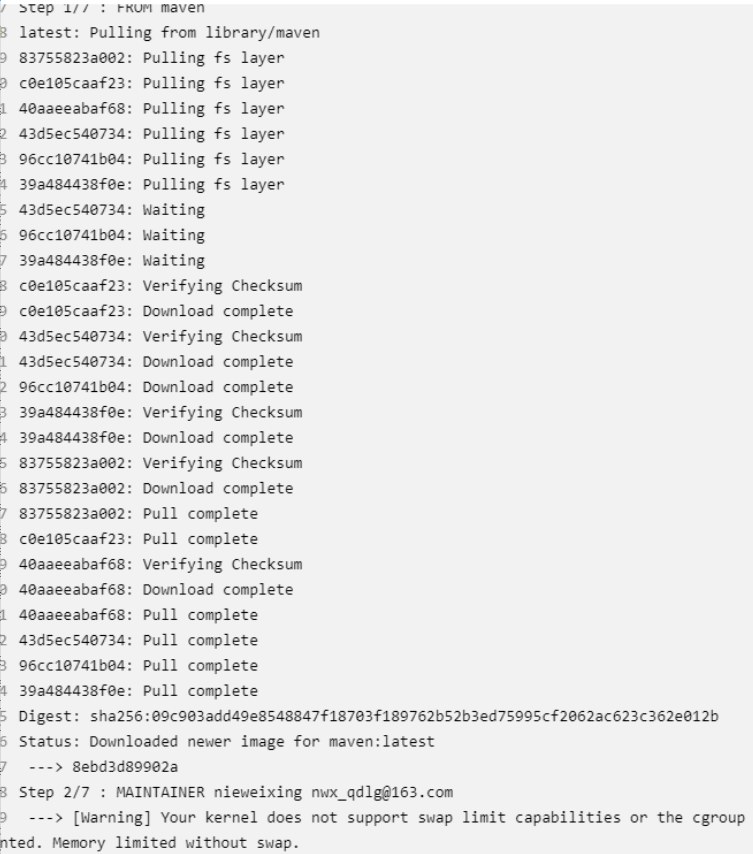 7 Step 1/7 : FROM maven
8 latest: Pulling from library/maven
9 83755823a002: Pulling fs layer
0 c0e105caaf23: Pulling fs layer
1 40aaeeabaf68: Pulling fs layer
2 43d5ec540734: Pulling fs layer
3 96cc10741b04: Pulling fs layer
4 39a484438f0e: Pulling fs layer
5 43d5ec540734: Waiting
6 96cc10741b04: Waiting
7 39a484438f0e: Waiting
8 c0e105caaf23: Verifying Checksum
9 c0e105caaf23: Download complete
0 43d5ec540734: Verifying Checksum
1 43d5ec540734: Download complete
2 96cc10741b04: Download complete
3 39a484438f0e: Verifying Checksum
4 39a484438f0e: Download complete
5 83755823a002: Verifying Checksum
6 83755823a002: Download complete
7 83755823a002: Pull complete
8 c0e105caaf23: Pull complete
9 40aaeeabaf68: Verifying Checksum
0 40aaeeabaf68: Download complete
1 40aaeeabaf68: Pull complete
2 43d5ec540734: Pull complete
3 96cc10741b04: Pull complete
4 39a484438f0e: Pull complete
5 Digest: sha256:09c903add49e8548847f18703f189762b52b3ed75995cf2062ac623c362e012b
6 Status: Downloaded newer image for maven:latest
7 ---> 8ebd3d89902a
8 Step 2/7 : MAINTAINER nieweixing nwx_qdlg@163.com
9 ---> [Warning] Your kernel does not support swap limit capabilities or the cgroup
nted. Memory limited without swap.